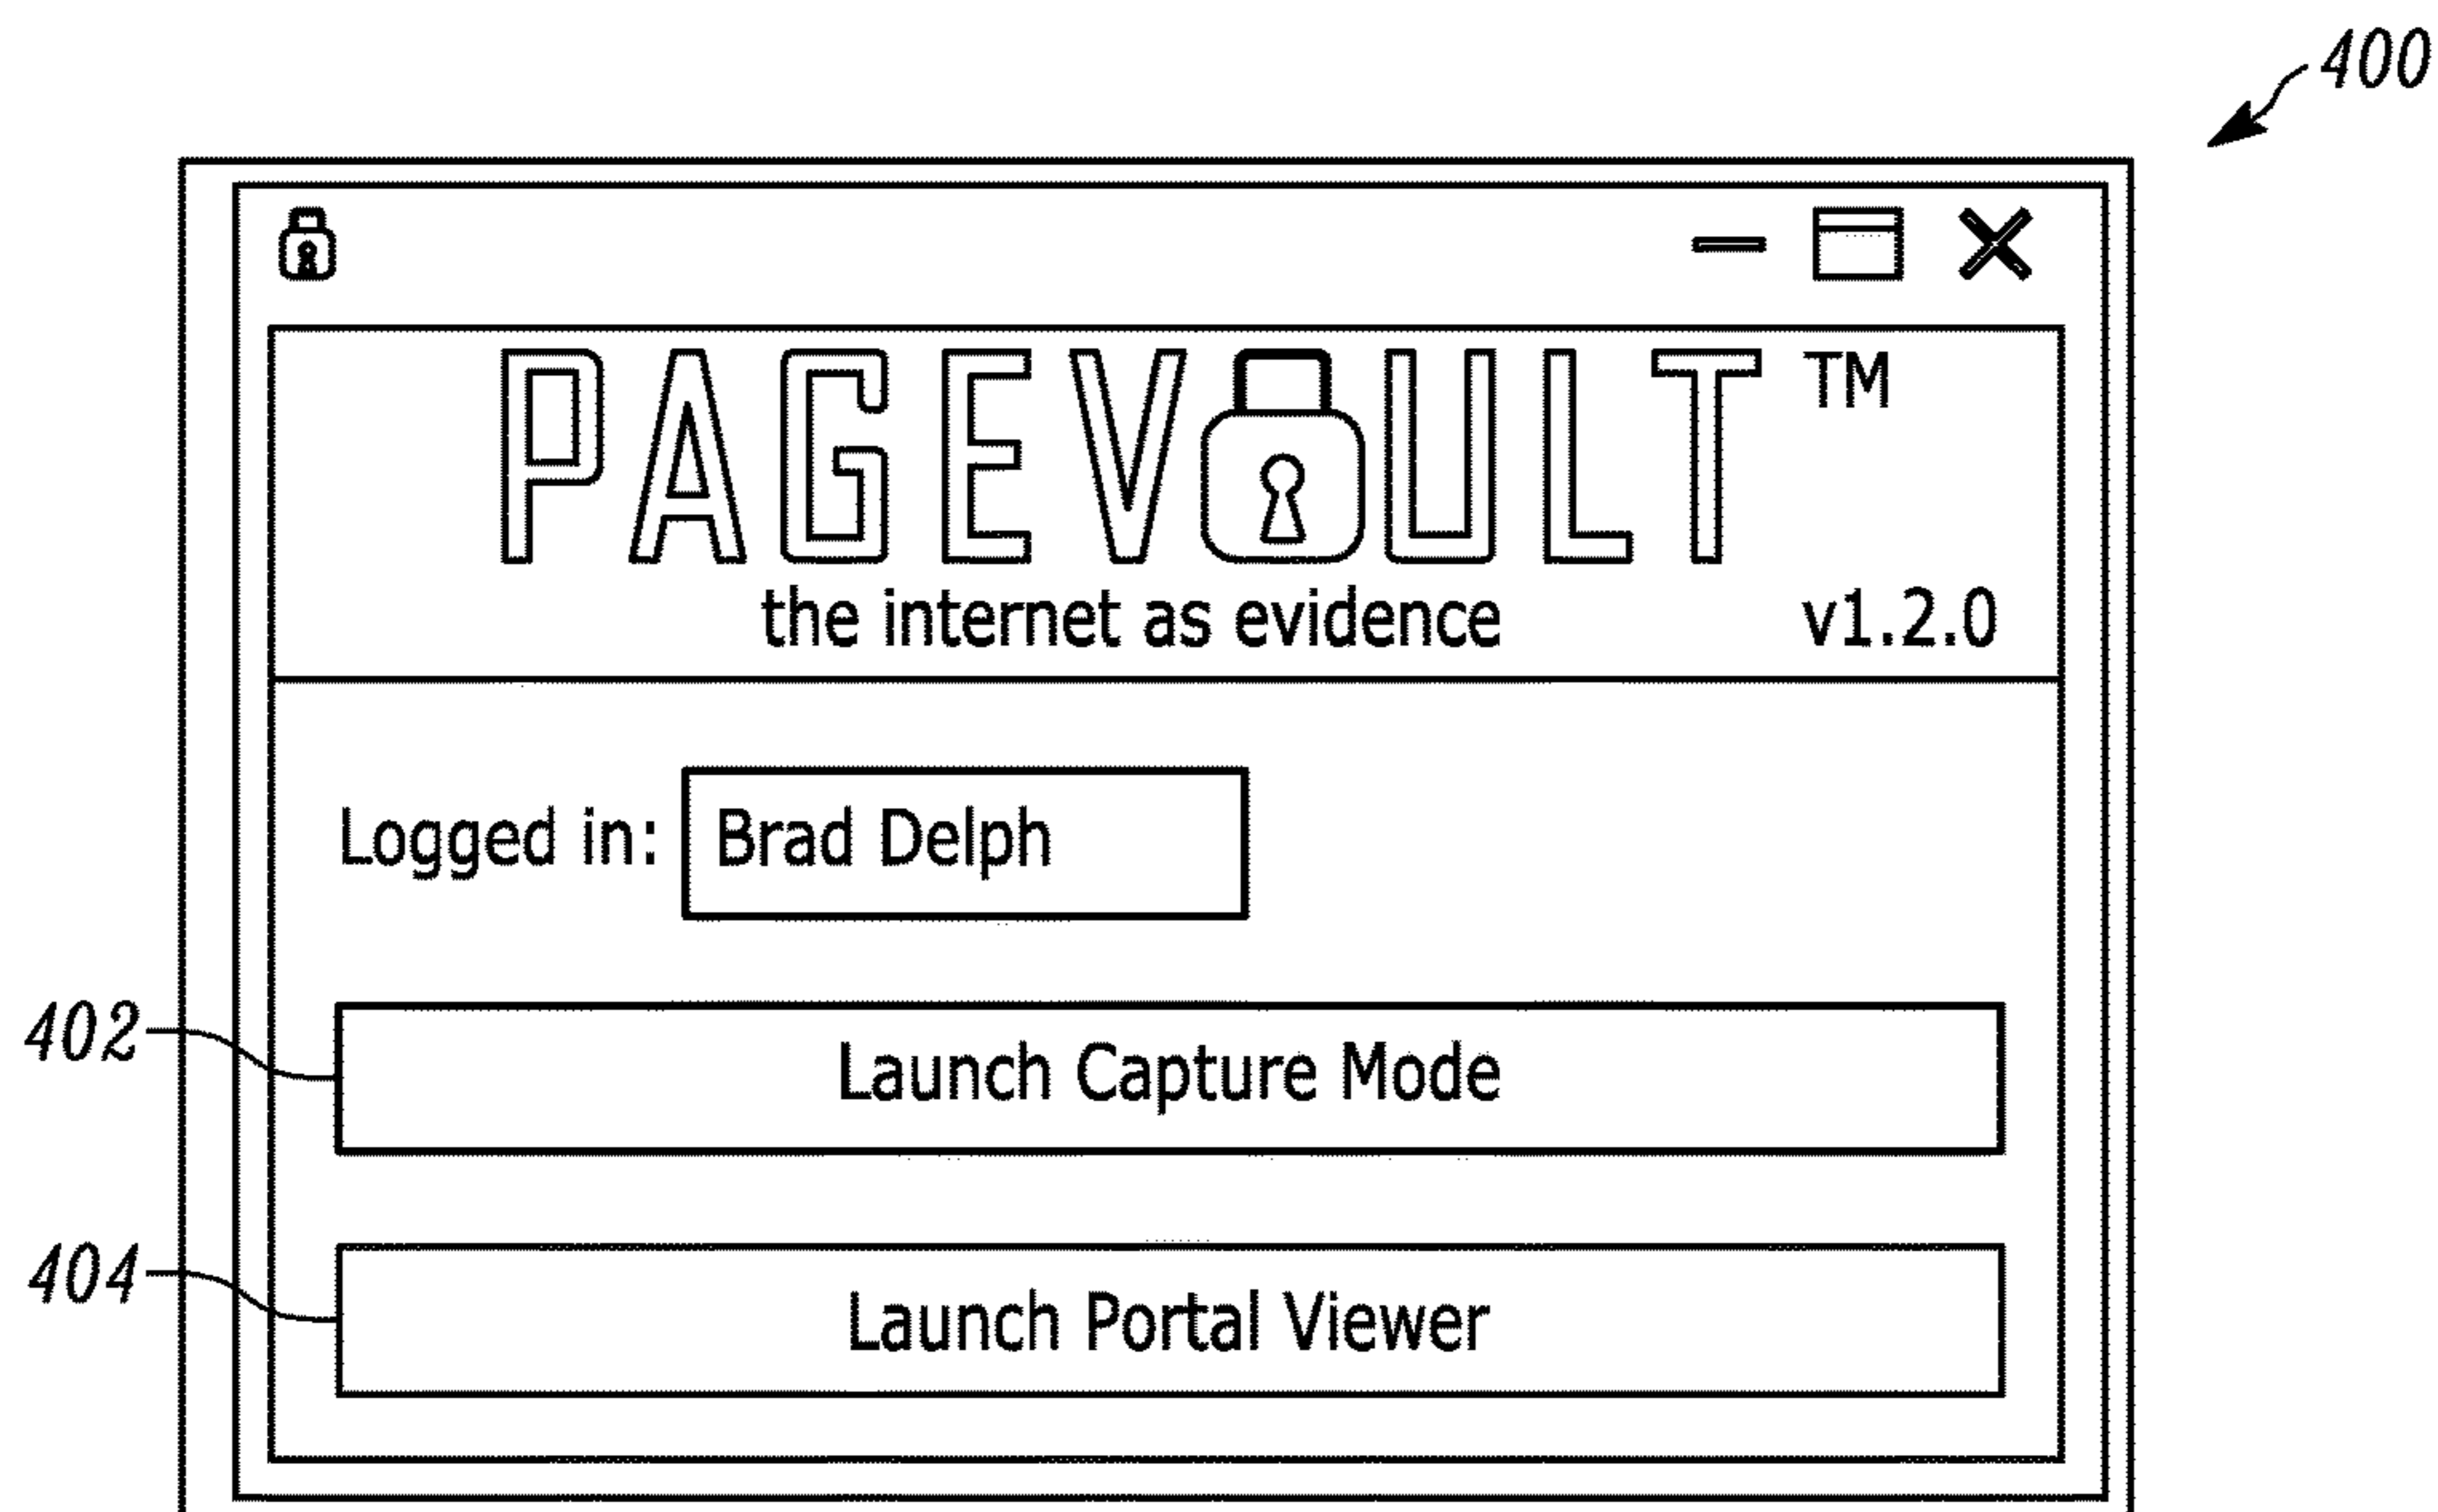 400
PAGEVAULT™
the internet as evidence v1.2.0
Logged in: Brad Delph
402
Launch Capture Mode
404
Launch Portal Viewer